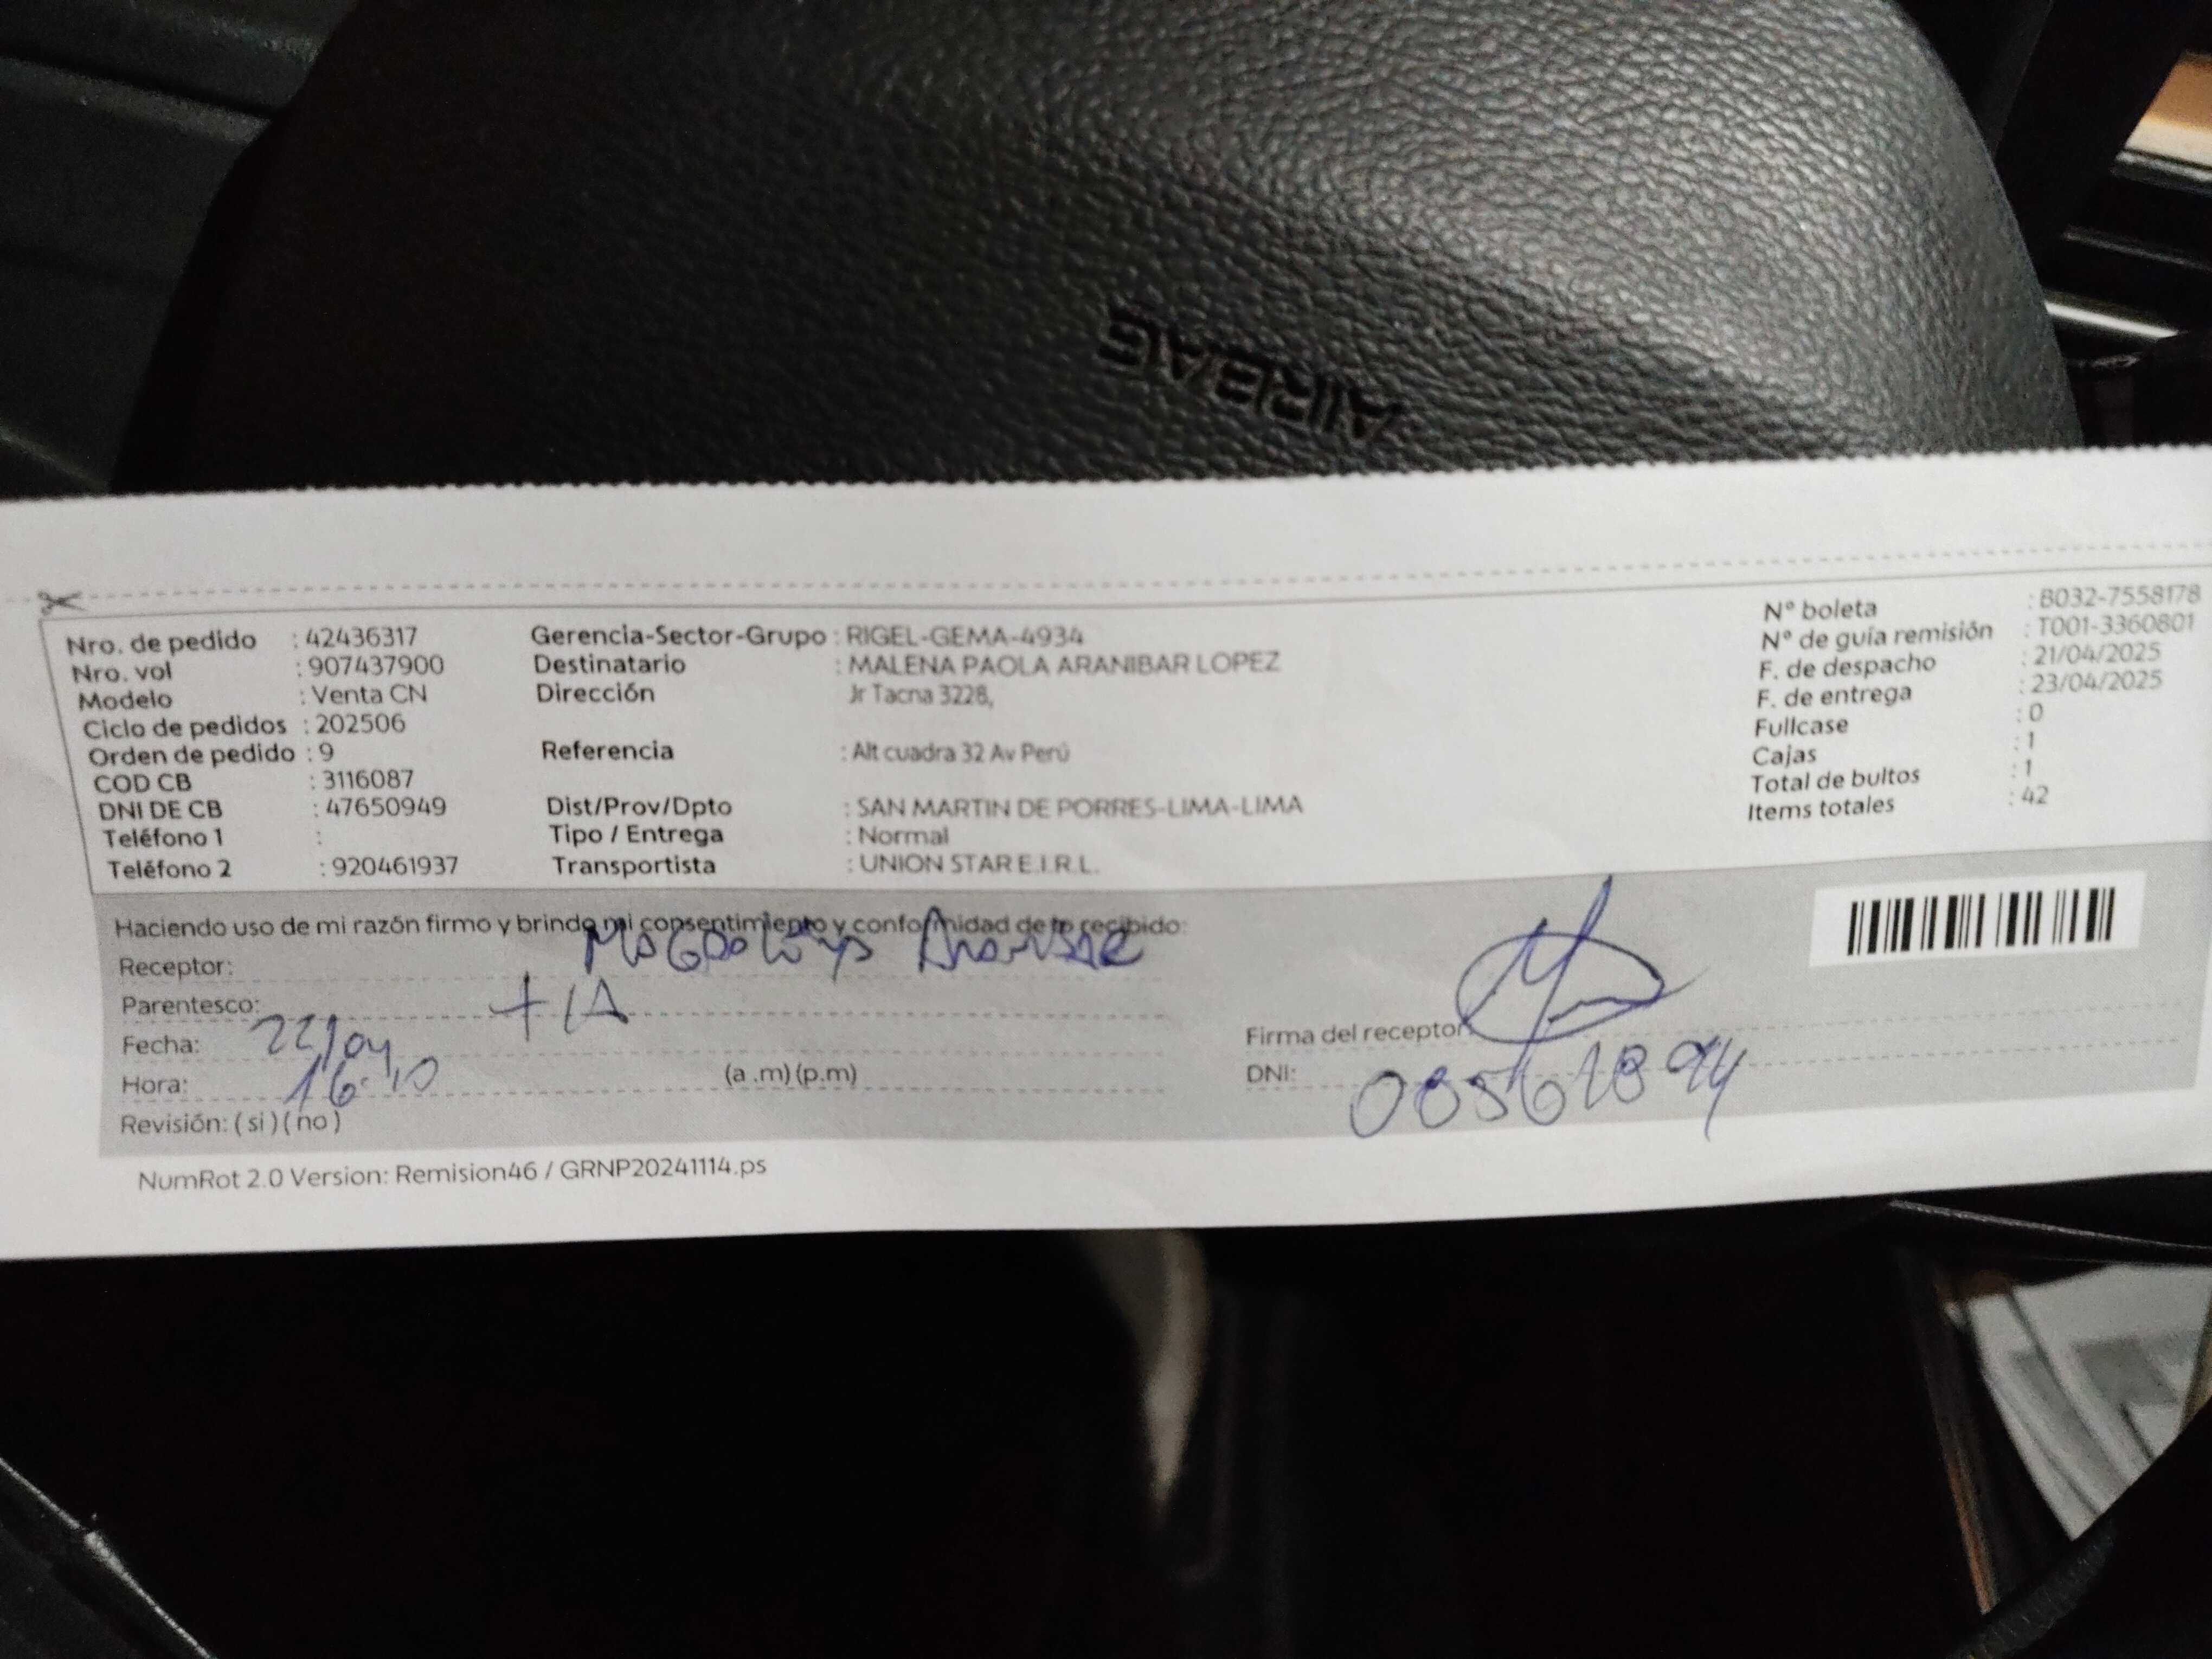 AIRBAG
Nro. de pedido : 42436317 Gerencia-Sector-Grupo : RIGEL-GEMA-4934 N° boleta : B032-7558178
Nro. vol : 907437900 Destinatario : MALENA PAOLA ARANIBAR LOPEZ N° de guía remisión : T001-3360801
Modelo : Venta CN Dirección Jr Tacna 3228, F. de despacho : 21/04/2025
Ciclo de pedidos : 202506 F. de entrega : 23/04/2025
Orden de pedido : 9 Referencia : Alt cuadra 32 Av Perú Fullcase : 0
COD CB : 3116087 Cajas : 1
DNI DE CB : 47650949 Dist/Prov/Dpto : SAN MARTIN DE PORRES-LIMA-LIMA Total de bultos : 1
Teléfono 1 : Tipo / Entrega : Normal Items totales : 42
Teléfono 2 : 920461937 Transportista : UNION STAR E.I.R.L.
Haciendo uso de mi razón firmo y brindo mi consentimiento y conformidad de lo recibido:
Receptor:
Parentesco: tIA
Fecha: 22/04 Firma del receptor
Hora: 16:10 (a .m) (p.m) DNI:
Revisión: ( si ) ( no )
NumRot 2.0 Version: Remision46 / GRNP20241114.ps